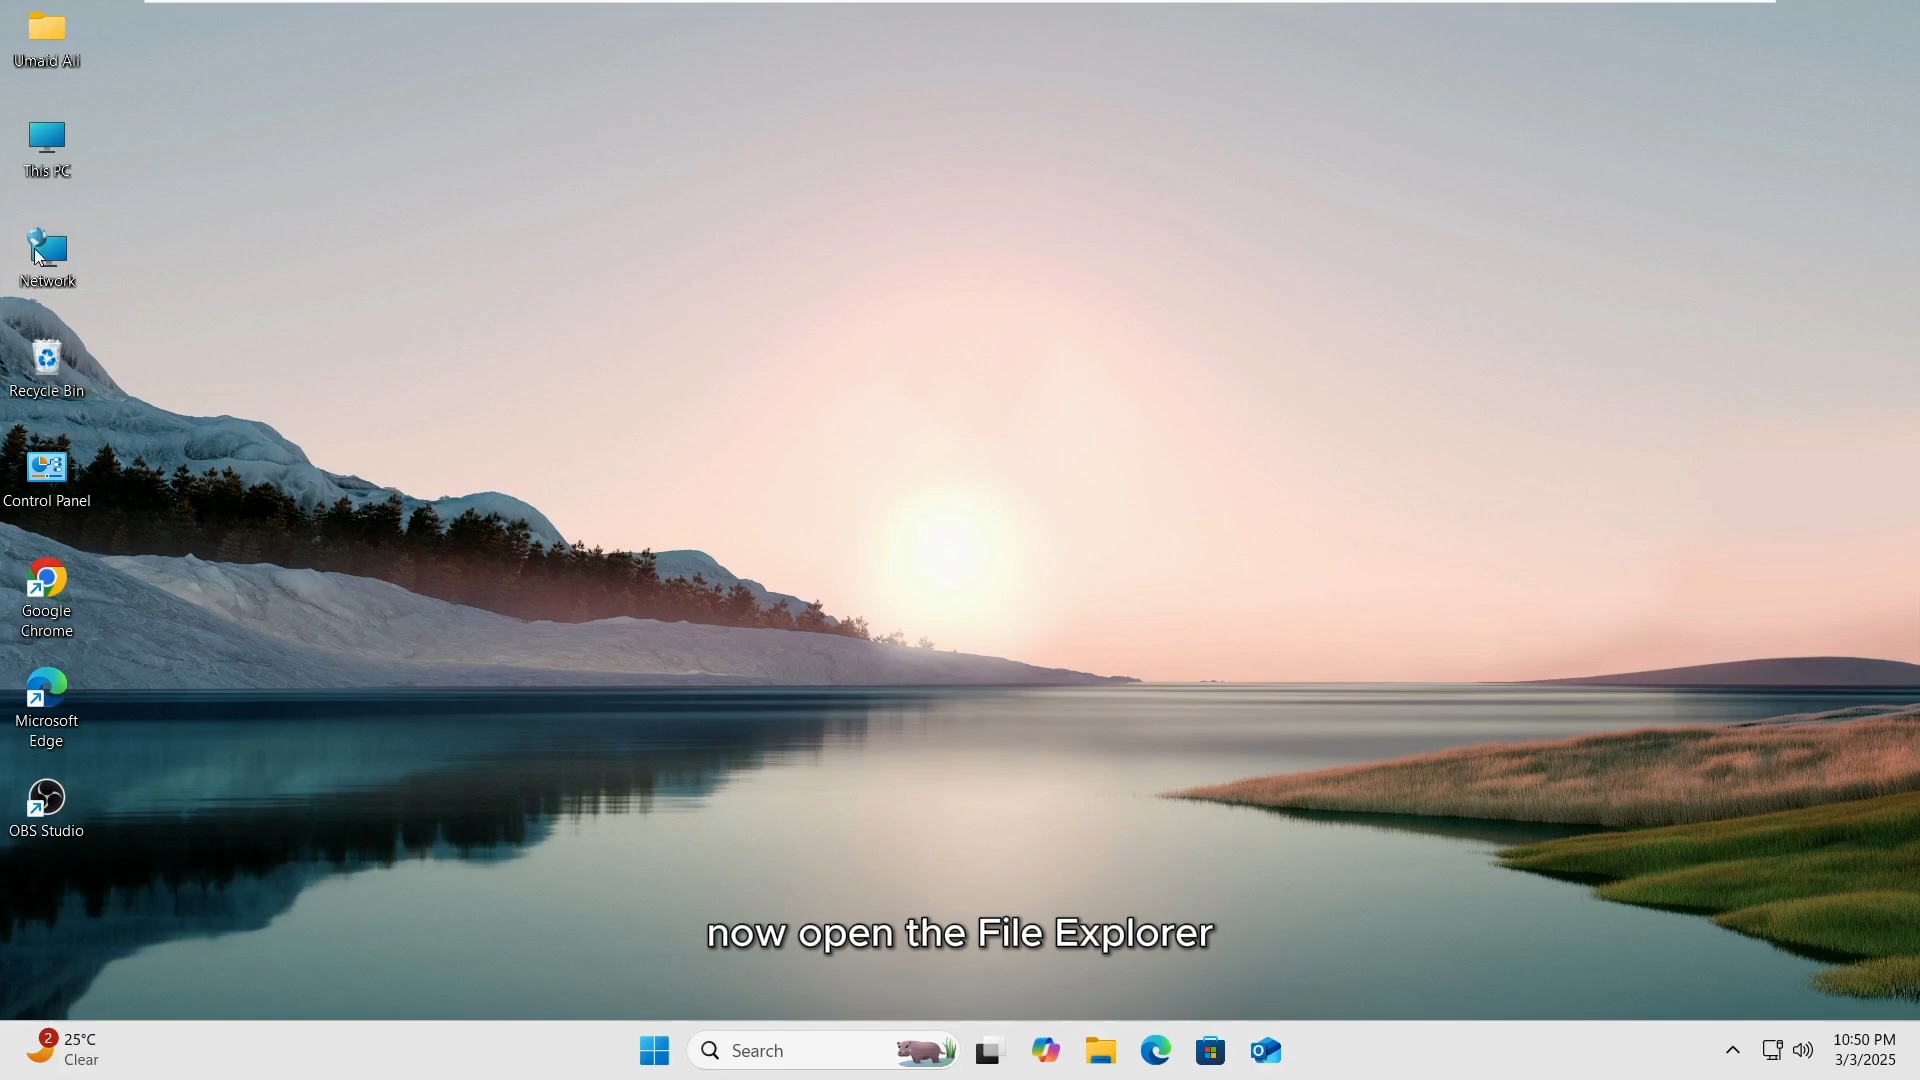 Umaid Ali
This PC
Network
Recycle Bin
Control Panel
Google
Chrome
Microsoft
Edge
OBS Studio
now open the File Explorer
2
25°C
Clear
Search
10:50 PM
3/3/2025